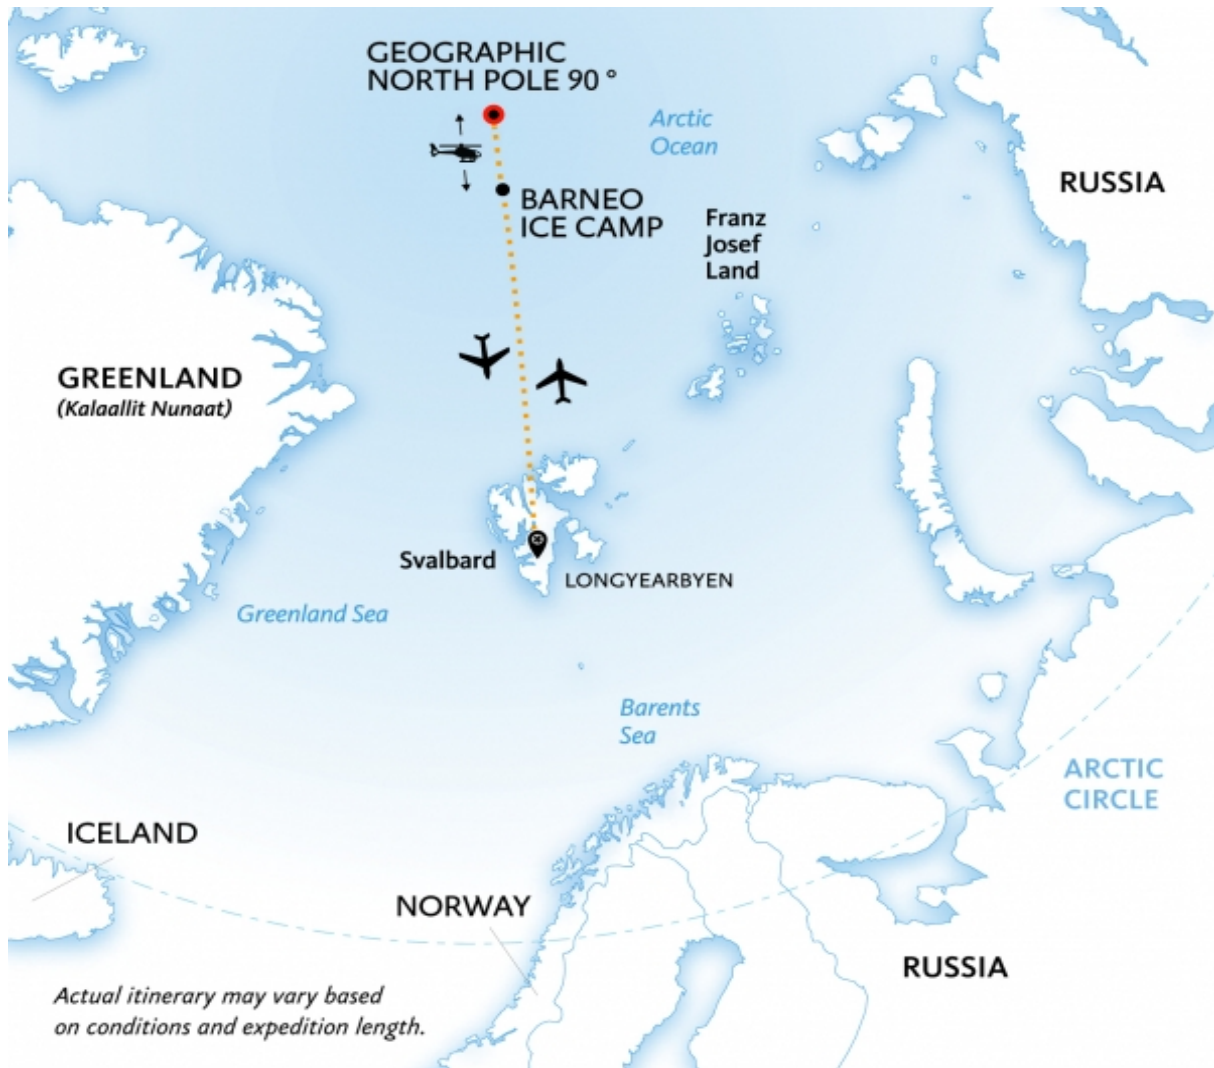 GEOGRAPHIC
NORTH POLE 90 °
Arctic
Ocean
RUSSIA
BARNEO
ICE CAMP
Franz
Josef
Land
GREENLAND
(Kalaallit Nunaat)
Svalbard
LONGYEARBYEN
Greenland Sea
Barents
Sea
ARCTIC
CIRCLE
ICELAND
NORWAY
RUSSIA
Actual itinerary may vary based
on conditions and expedition length.